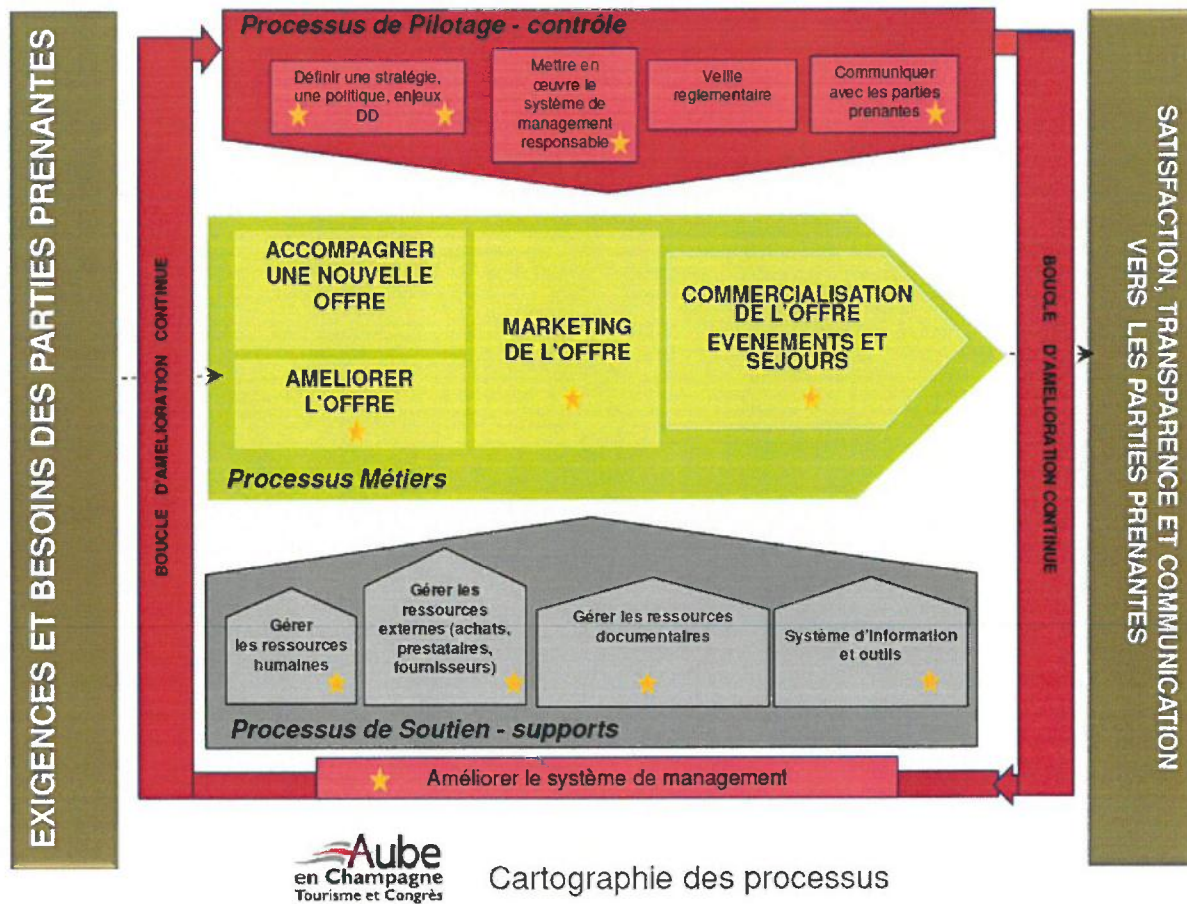 EXIGENCES ET BESOINS DES PARTIES PRENANTES
BOUCLE D'AMELIORATION CONTINUE
Processus de Pilotage - contrôle
Définir une stratégie,
une politique, enjeux
DD
Mettre en
œuvre le
système de
management
responsable
Veille
reglementaire
Communiquer
avec les parties
prenantes
ACCOMPAGNER
UNE NOUVELLE
OFFRE
AMELIORER
L'OFFRE
MARKETING
DE L'OFFRE
COMMERCIALISATION
DE L'OFFRE
EVENEMENTS ET
SEJOURS
Processus Métiers
Gérer
les ressources
humaines
Gérer les
ressources
externes (achats,
prestataires,
fournisseurs)
Gérer les ressources
documentaires
Système d'information
et outils
Processus de Soutien - supports
Améliorer le système de management
BOUCLE D'AMELIORATION CONTINUE
SATISFACTION, TRANSPARENCE ET COMMUNICATION
VERS LES PARTIES PRENANTES
Aube
en Champagne
Tourisme et Congrès
Cartographie des processus